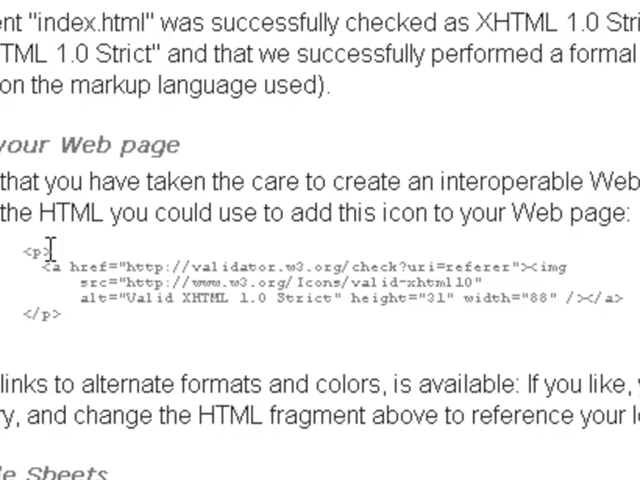 ent "index.html" was successfully checked as XHTML 1.0 Stri
TML 1.0 Strict" and that we successfully performed a formal
on the markup language used).
your Web page
that you have taken the care to create an interoperable Web
the HTML you could use to add this icon to your Web page:
<p>
<a href="http://validator.w3.org/check?uri=referer"><img
src="http://www.w3.org/Icons/valid-xhtml10"
alt="Valid XHTML 1.0 Strict" height="31" width="88" /></a>
</p>
links to alternate formats and colors, is available: If you like, y
ry, and change the HTML fragment above to reference your lo
le Sheets